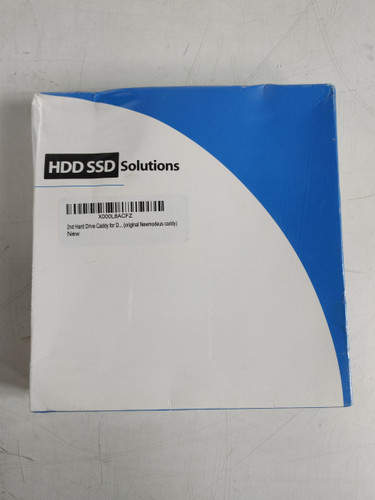 HDD SSD Solutions
X000L8ACFZ
2nd Hard Drive Caddy for D... (original Newmodeus caddy)
New